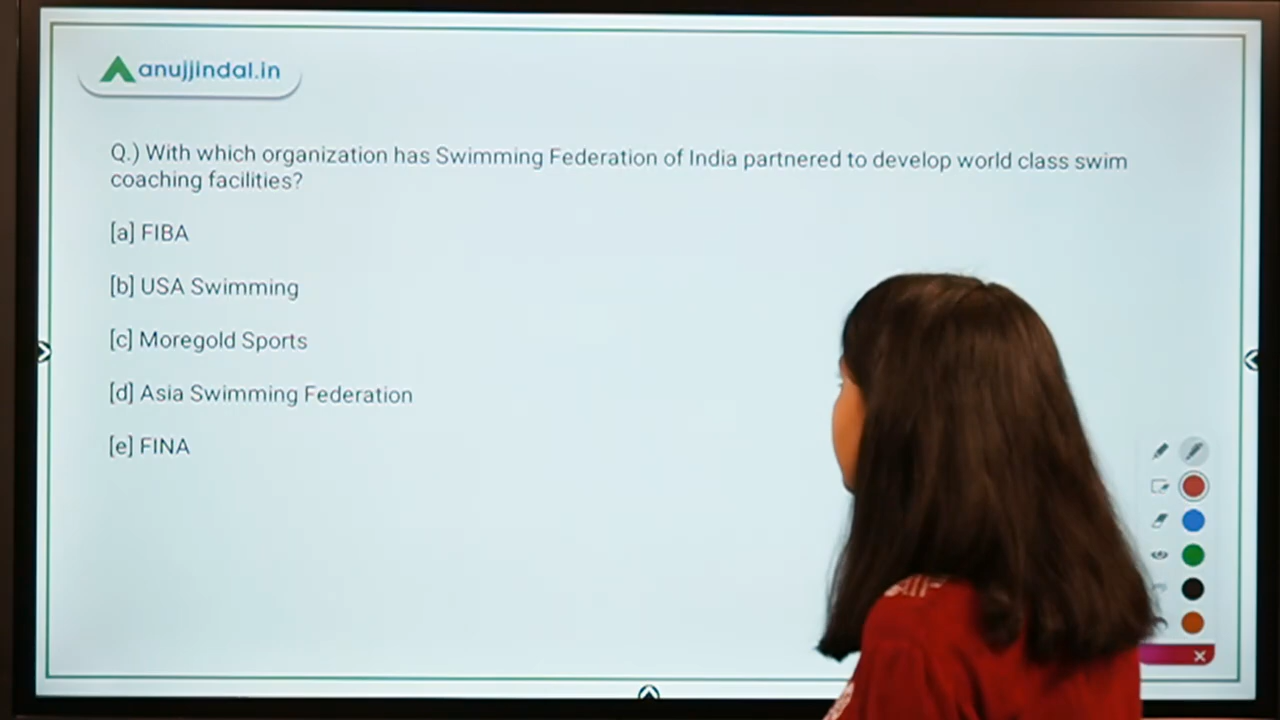 anujjindal.in
Q.) With which organization has Swimming Federation of India partnered to develop world class swim
coaching facilities?
[a] FIBA
[b] USA Swimming
[c] Moregold Sports
[d] Asia Swimming Federation
[e] FINA